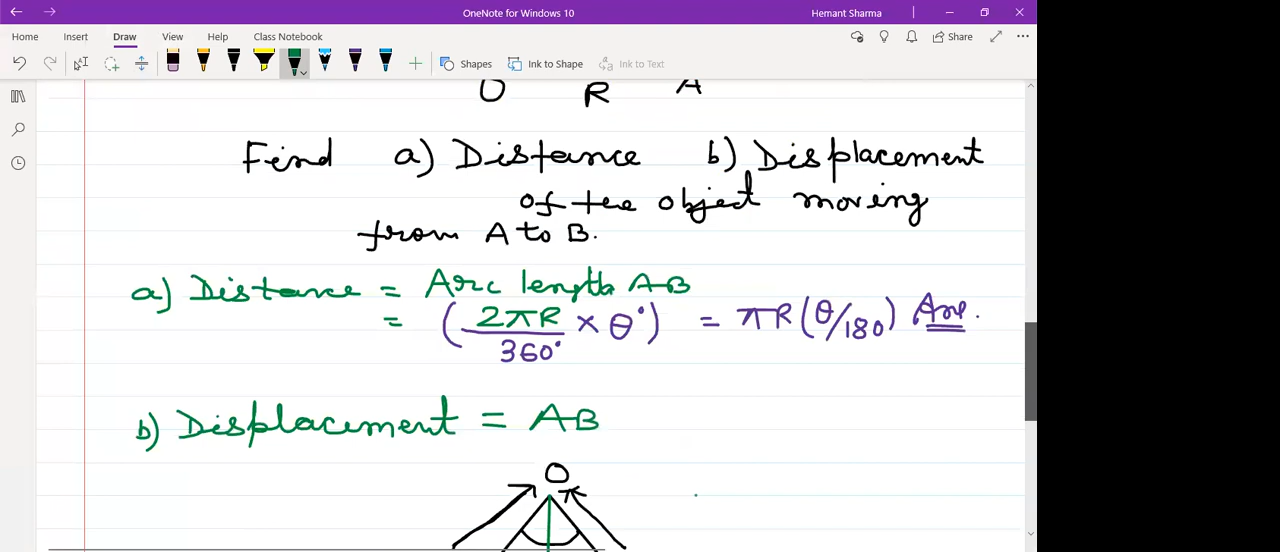 OneNote for Windows 10
Hemant Sharma
Home Insert Draw View Help Class Notebook
Share
Shapes Ink to Shape Ink to Text
O R A
Find a) Distance b) Displacement
of the object moving
from A to B.
a) Distance = Arc length AB
= (2πR/360° × θ°) = πR(θ/180) Ans.
b) Displacement = AB
O